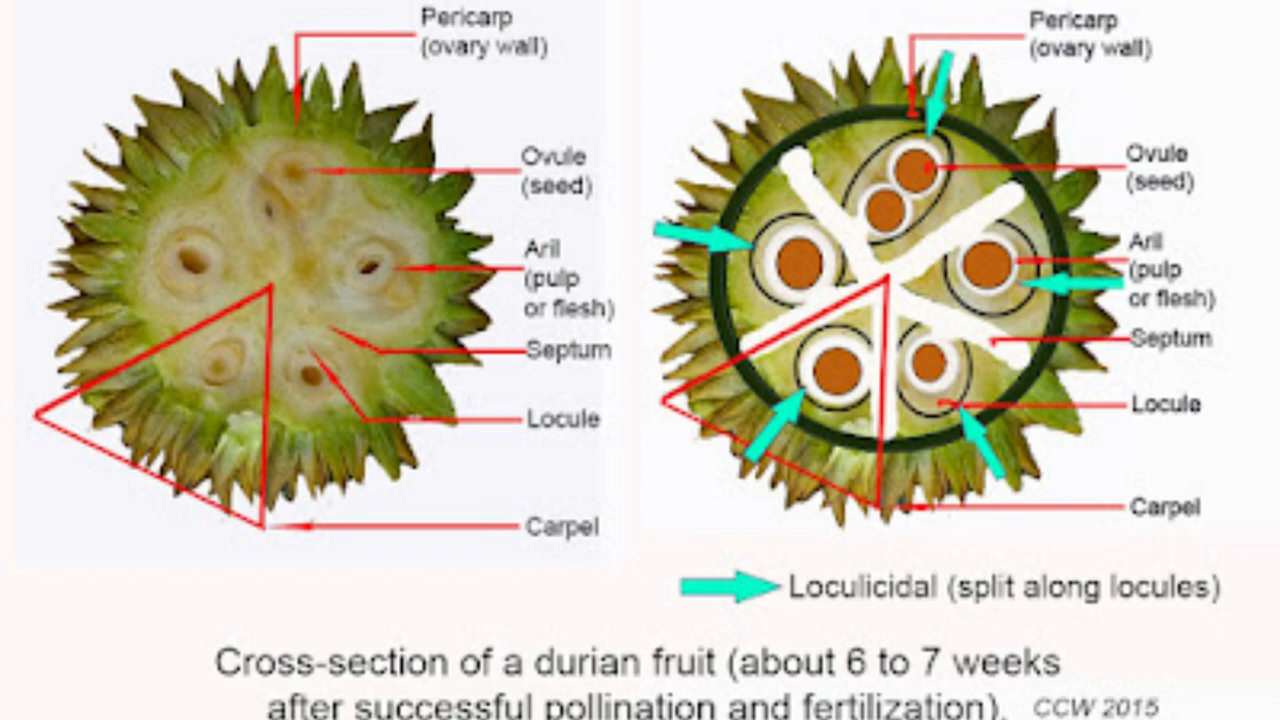 Pericarp
(ovary wall)
Ovule
(seed)
Aril
(pulp
or flesh)
Septum
Locule
Carpel
Pericarp
(ovary wall)
Ovule
(seed)
Aril
(pulp
or flesh)
Septum
Locule
Carpel
Loculicidal (split along locules)
Cross-section of a durian fruit (about 6 to 7 weeks
after successful pollination and fertilization).
CCW 2015